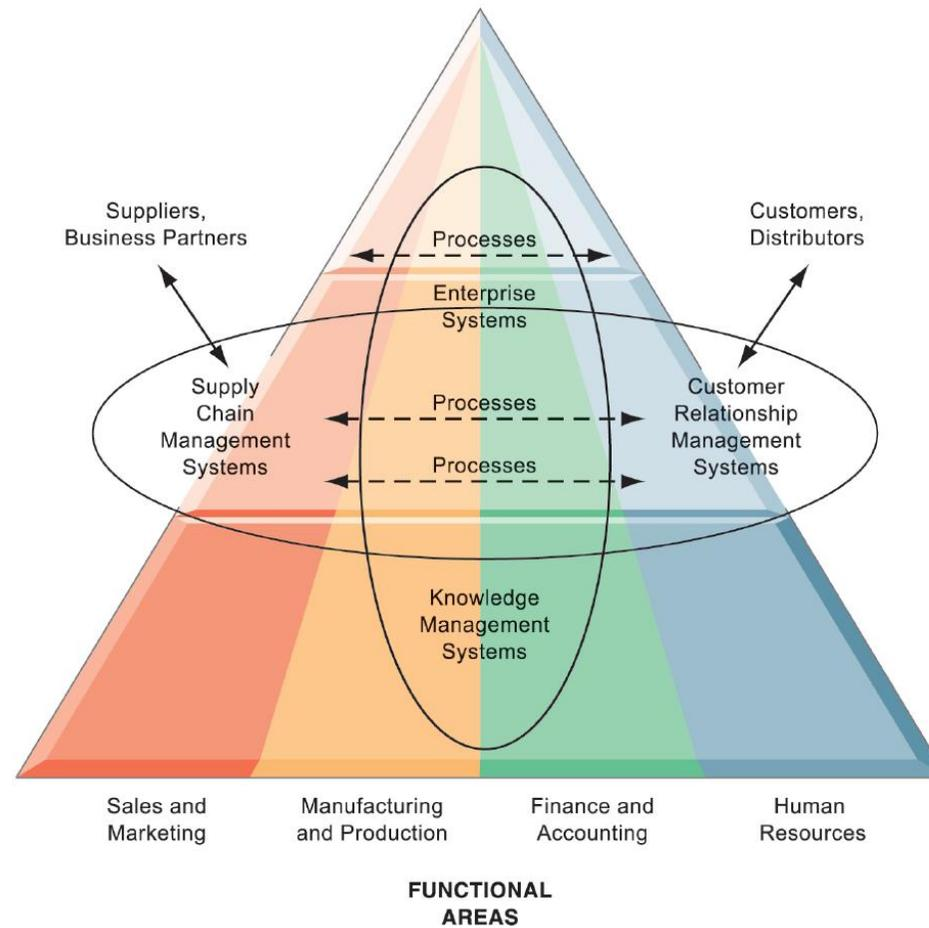 Suppliers,
Business Partners
Customers,
Distributors
Processes
Enterprise
Systems
Supply
Chain
Management
Systems
Processes
Processes
Customer
Relationship
Management
Systems
Knowledge
Management
Systems
Sales and
Marketing
Manufacturing
and Production
Finance and
Accounting
Human
Resources
FUNCTIONAL
AREAS